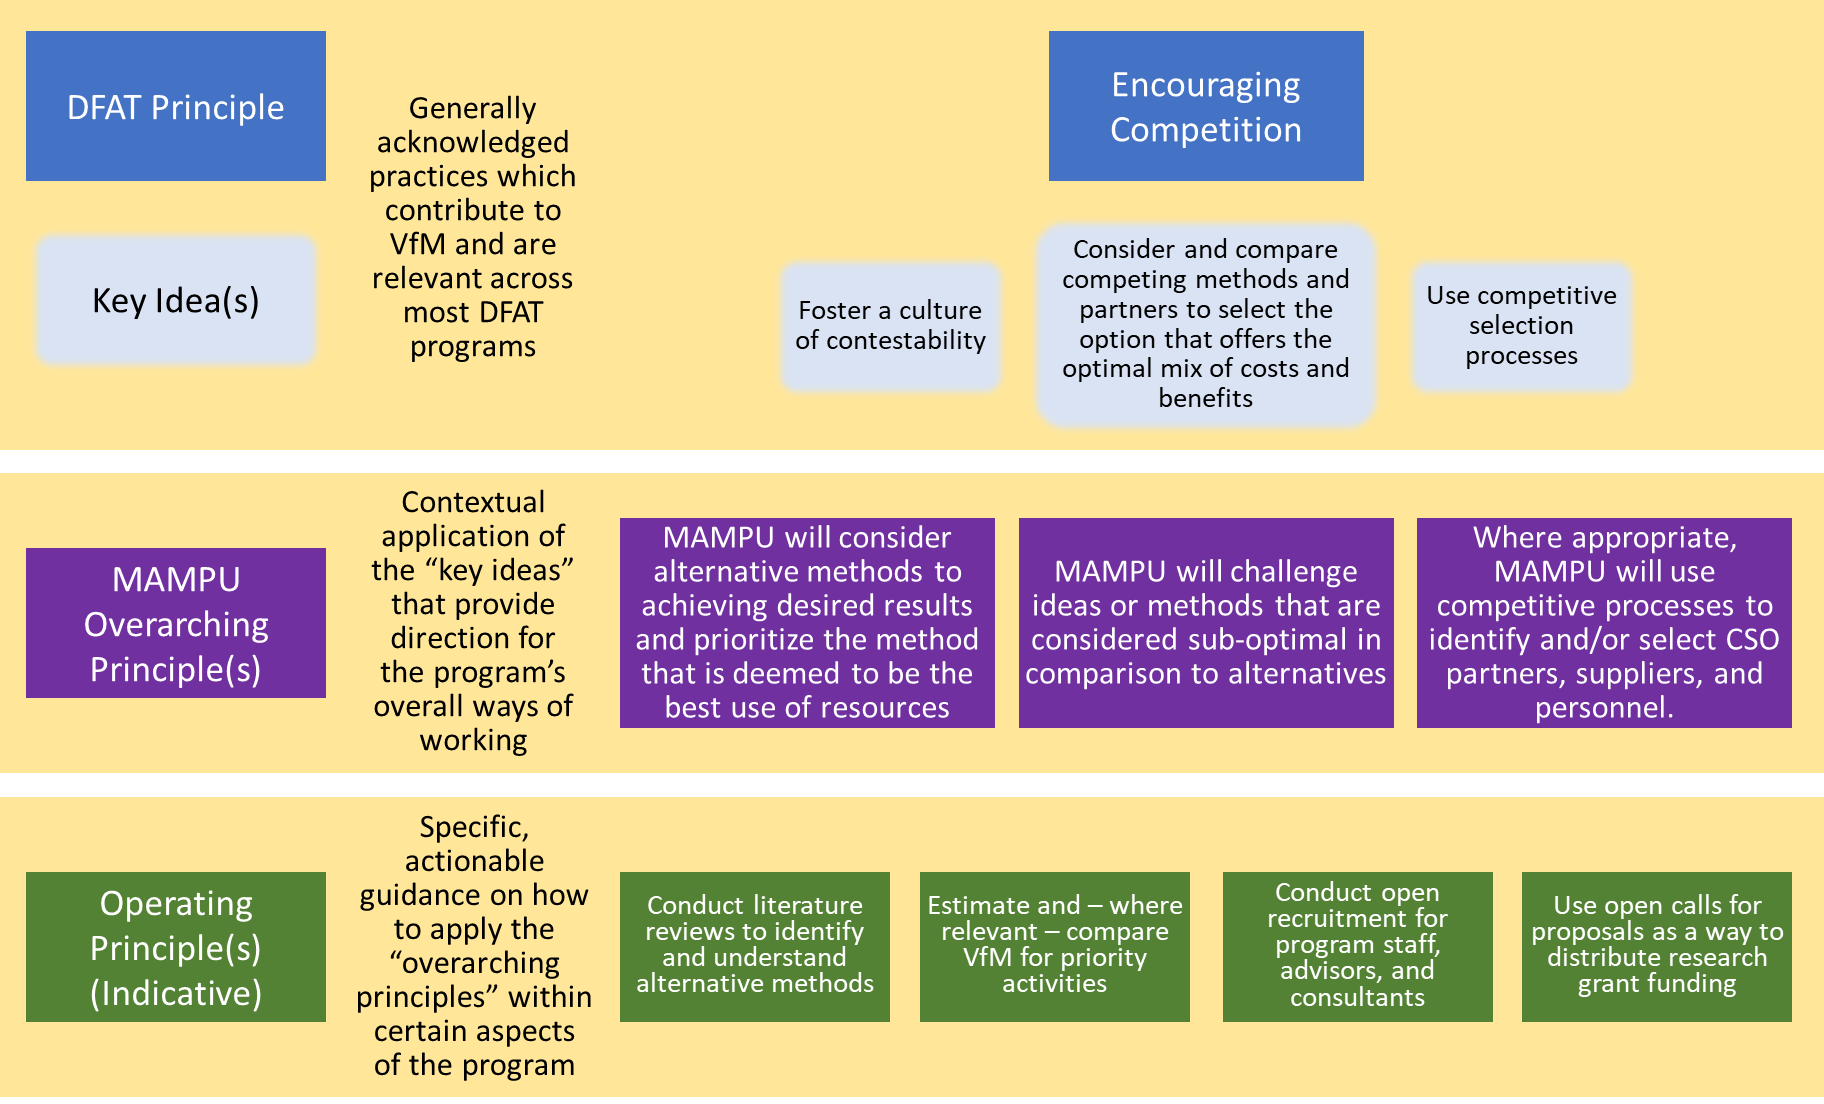 DFAT Principle
Key Idea(s)
Generally
acknowledged
practices which
contribute to
VfM and are
relevant across
most DFAT
programs
Encouraging
Competition
Foster a culture
of contestability
Consider and compare
competing methods and
partners to select the
option that offers the
optimal mix of costs and
benefits
Use competitive
selection
processes
MAMPU
Overarching
Principle(s)
Contextual
application of
the “key ideas”
that provide
direction for
the program’s
overall ways of
working
MAMPU will consider
alternative methods to
achieving desired results
and prioritize the method
that is deemed to be the
best use of resources
MAMPU will challenge
ideas or methods that are
considered sub-optimal in
comparison to alternatives
Where appropriate,
MAMPU will use
competitive processes to
identify and/or select CSO
partners, suppliers, and
personnel.
Operating
Principle(s)
(Indicative)
Specific,
actionable
guidance on how
to apply the
“overarching
principles” within
certain aspects
of the program
Conduct literature
reviews to identify
and understand
alternative methods
Estimate and – where
relevant – compare
VfM for priority
activities
Conduct open
recruitment for
program staff,
advisors, and
consultants
Use open calls for
proposals as a way to
distribute research
grant funding